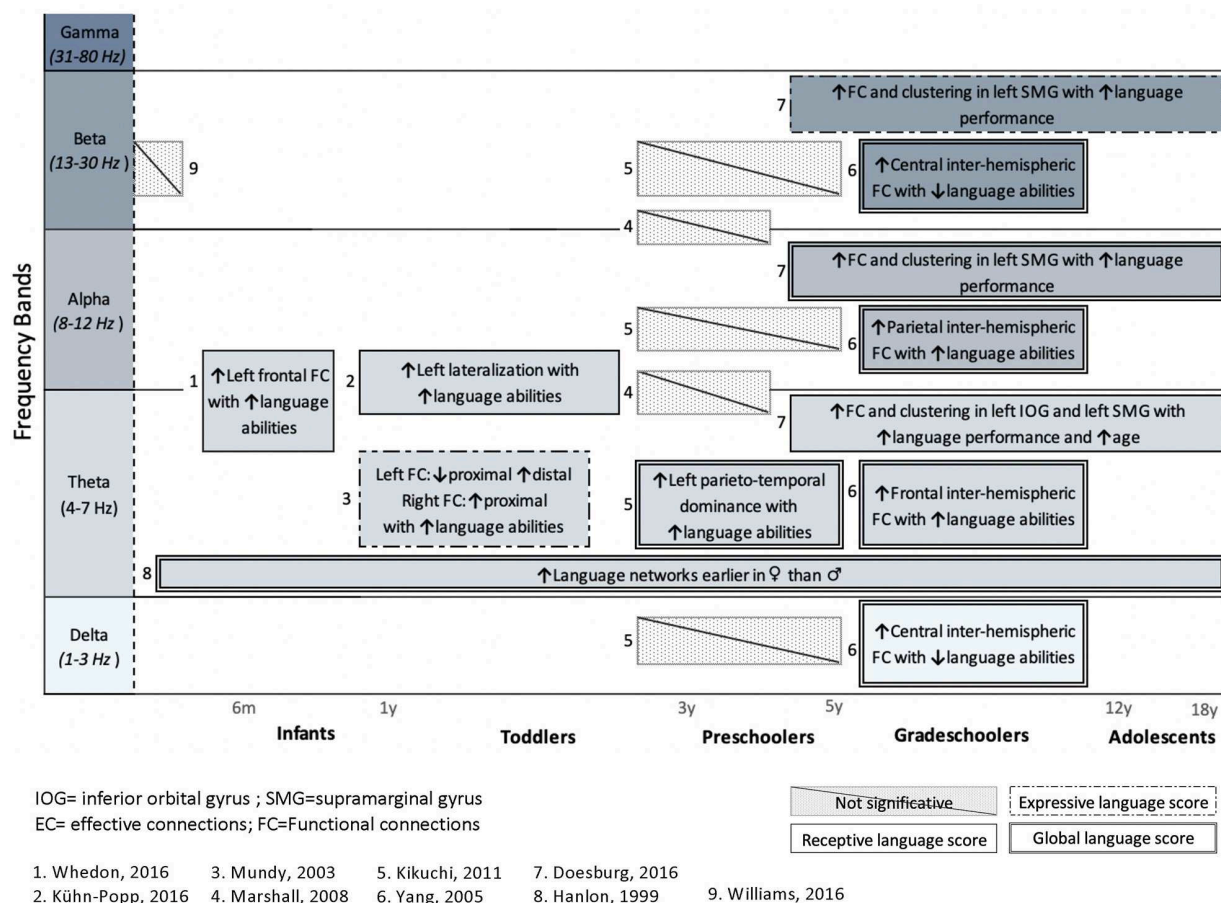 Gamma
(31-80 Hz)
Beta
(13-30 Hz )
Alpha
(8-12 Hz )
Theta
(4-7 Hz)
Delta
(1-3 Hz )
Frequency Bands
7
↑FC and clustering in left SMG with ↑language
performance
9
5
6
↑Central inter-hemispheric
FC with ↓language abilities
4
7
↑FC and clustering in left SMG with ↑language
performance
5
6
↑Parietal inter-hemispheric
FC with ↑language abilities
1
↑Left frontal FC
with ↑language
abilities
2
↑Left lateralization with
↑language abilities
4
7
↑FC and clustering in left IOG and left SMG with
↑language performance and ↑age
3
Left FC:↓proximal ↑distal
Right FC:↑proximal
with ↑language abilities
5
↑Left parieto-temporal
dominance with
↑language abilities
6
↑Frontal inter-hemispheric
FC with ↑language abilities
8
↑Language networks earlier in ♀ than ♂
5
6
↑Central inter-hemispheric
FC with ↓language abilities
6m 1y 3y 5y 12y 18y
Infants Toddlers Preschoolers Gradeschoolers Adolescents
IOG= inferior orbital gyrus ; SMG=supramarginal gyrus
EC= effective connections; FC=Functional connections
Not significative
Expressive language score
Receptive language score
Global language score
1. Whedon, 2016 3. Mundy, 2003 5. Kikuchi, 2011 7. Doesburg, 2016
2. Kühn-Popp, 2016 4. Marshall, 2008 6. Yang, 2005 8. Hanlon, 1999 9. Williams, 2016